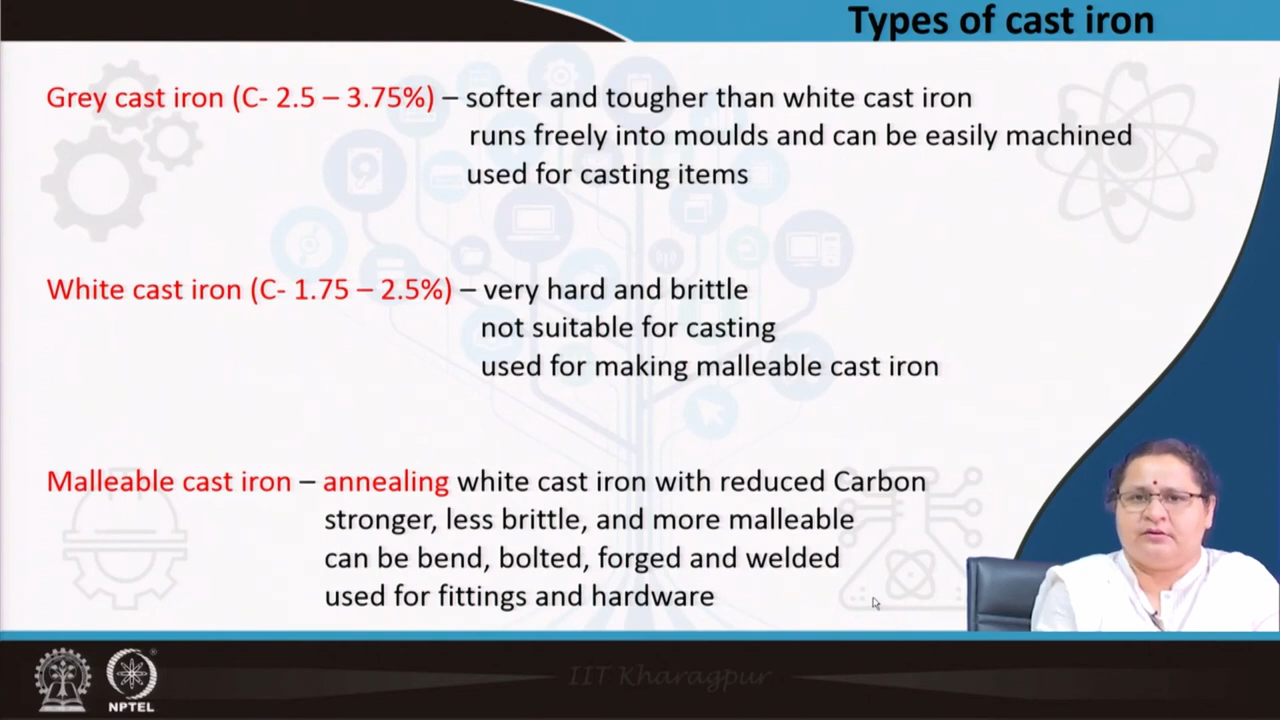 Types of cast iron
Grey cast iron (C- 2.5 – 3.75%) – softer and tougher than white cast iron
runs freely into moulds and can be easily machined
used for casting items
White cast iron (C- 1.75 – 2.5%) – very hard and brittle
not suitable for casting
used for making malleable cast iron
Malleable cast iron – annealing white cast iron with reduced Carbon
stronger, less brittle, and more malleable
can be bend, bolted, forged and welded
used for fittings and hardware
IIT Kharagpur
NPTEL